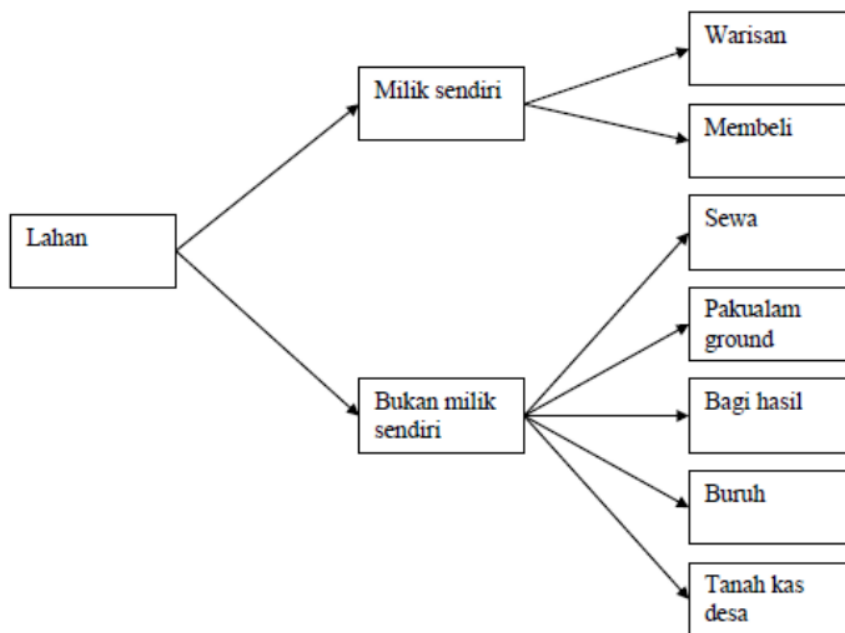 Lahan
Milik sendiri
Bukan milik
sendiri
Warisan
Membeli
Sewa
Pakualam
ground
Bagi hasil
Buruh
Tanah kas
desa